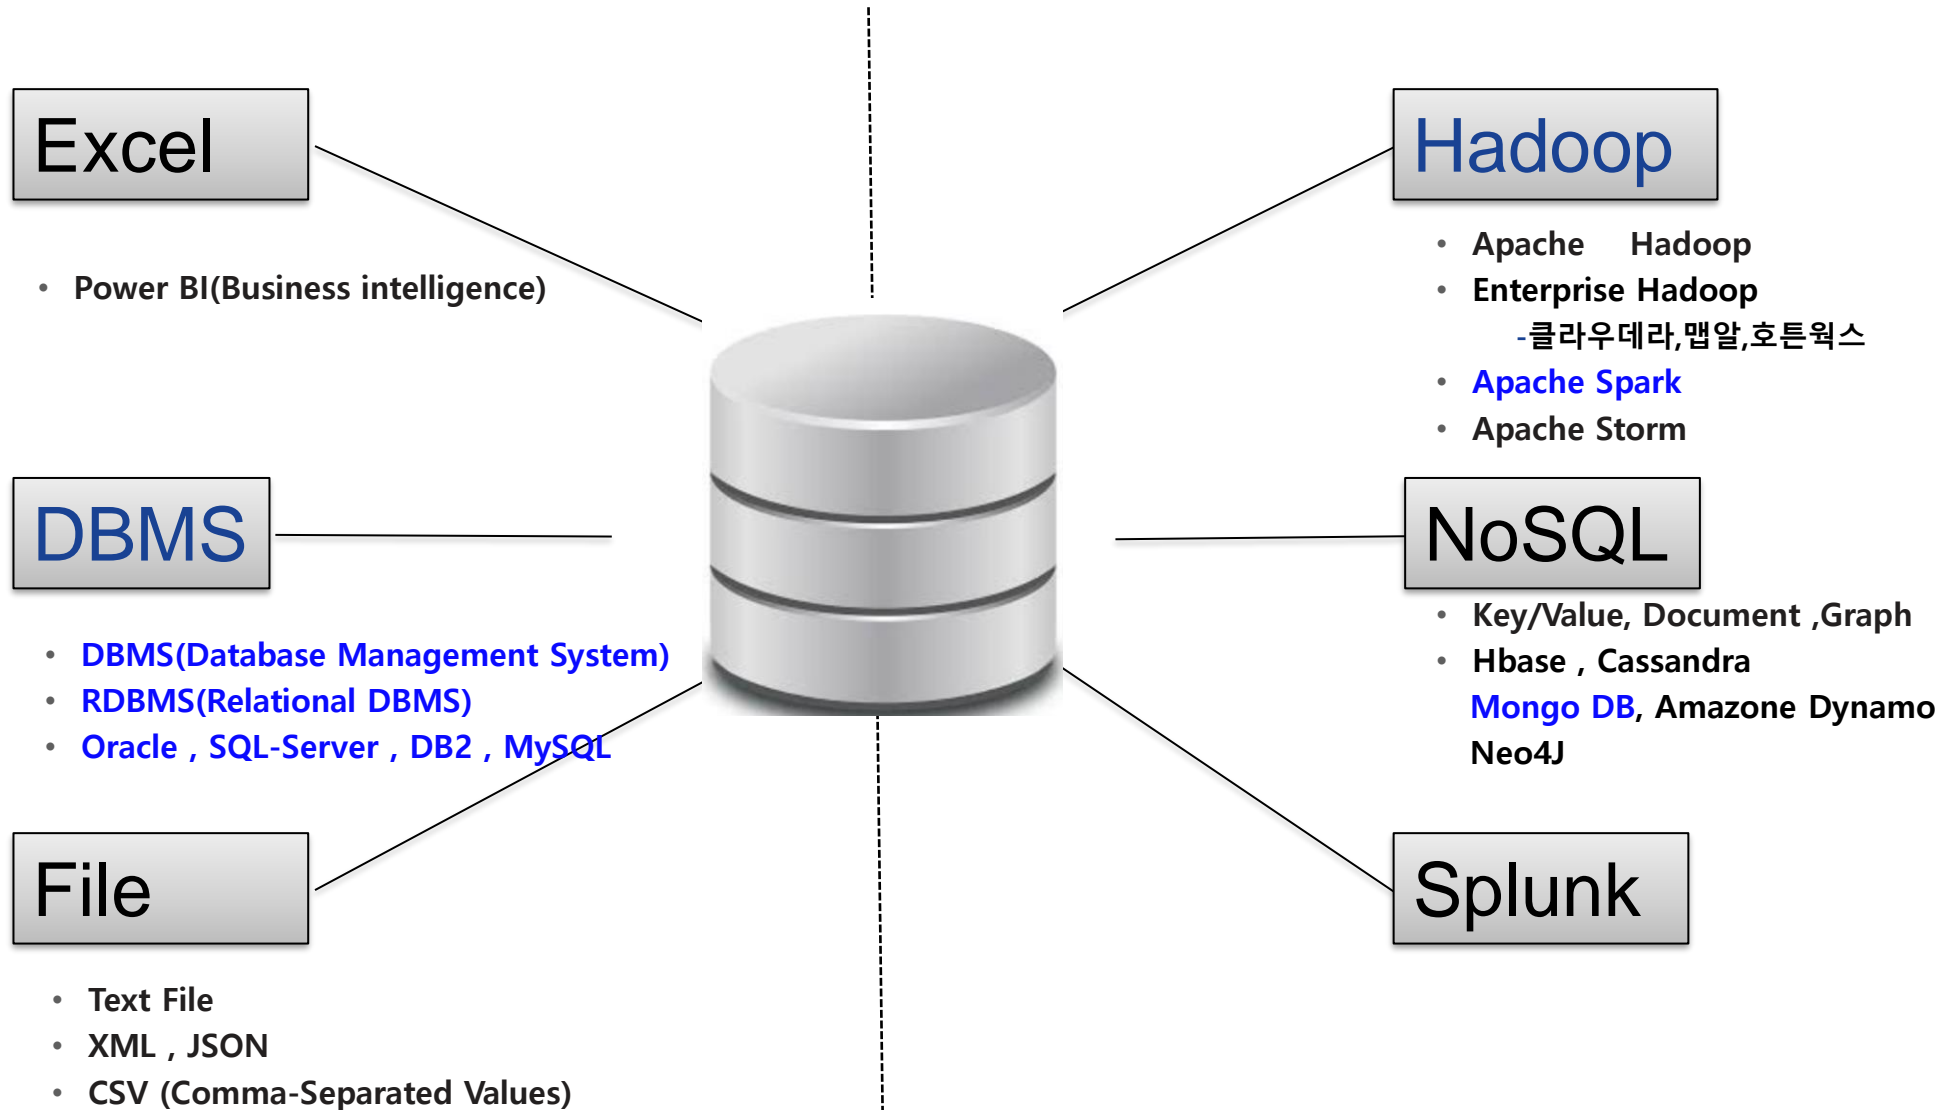 Excel
• Power BI(Business intelligence)
DBMS
• DBMS(Database Management System)
• RDBMS(Relational DBMS)
• Oracle , SQL-Server , DB2 , MySQL
File
• Text File
• XML , JSON
• CSV (Comma-Separated Values)
Hadoop
• Apache Hadoop
• Enterprise Hadoop
-클라우데라,맵알,호튼웍스
• Apache Spark
• Apache Storm
NoSQL
• Key/Value, Document ,Graph
• Hbase , Cassandra
Mongo DB, Amazone Dynamo
Neo4J
Splunk